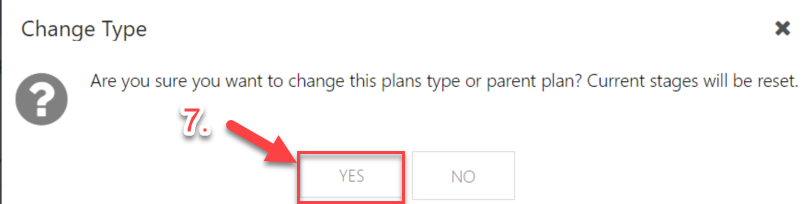 Change Type
Are you sure you want to change this plans type or parent plan? Current stages will be reset.
7.
YES
NO